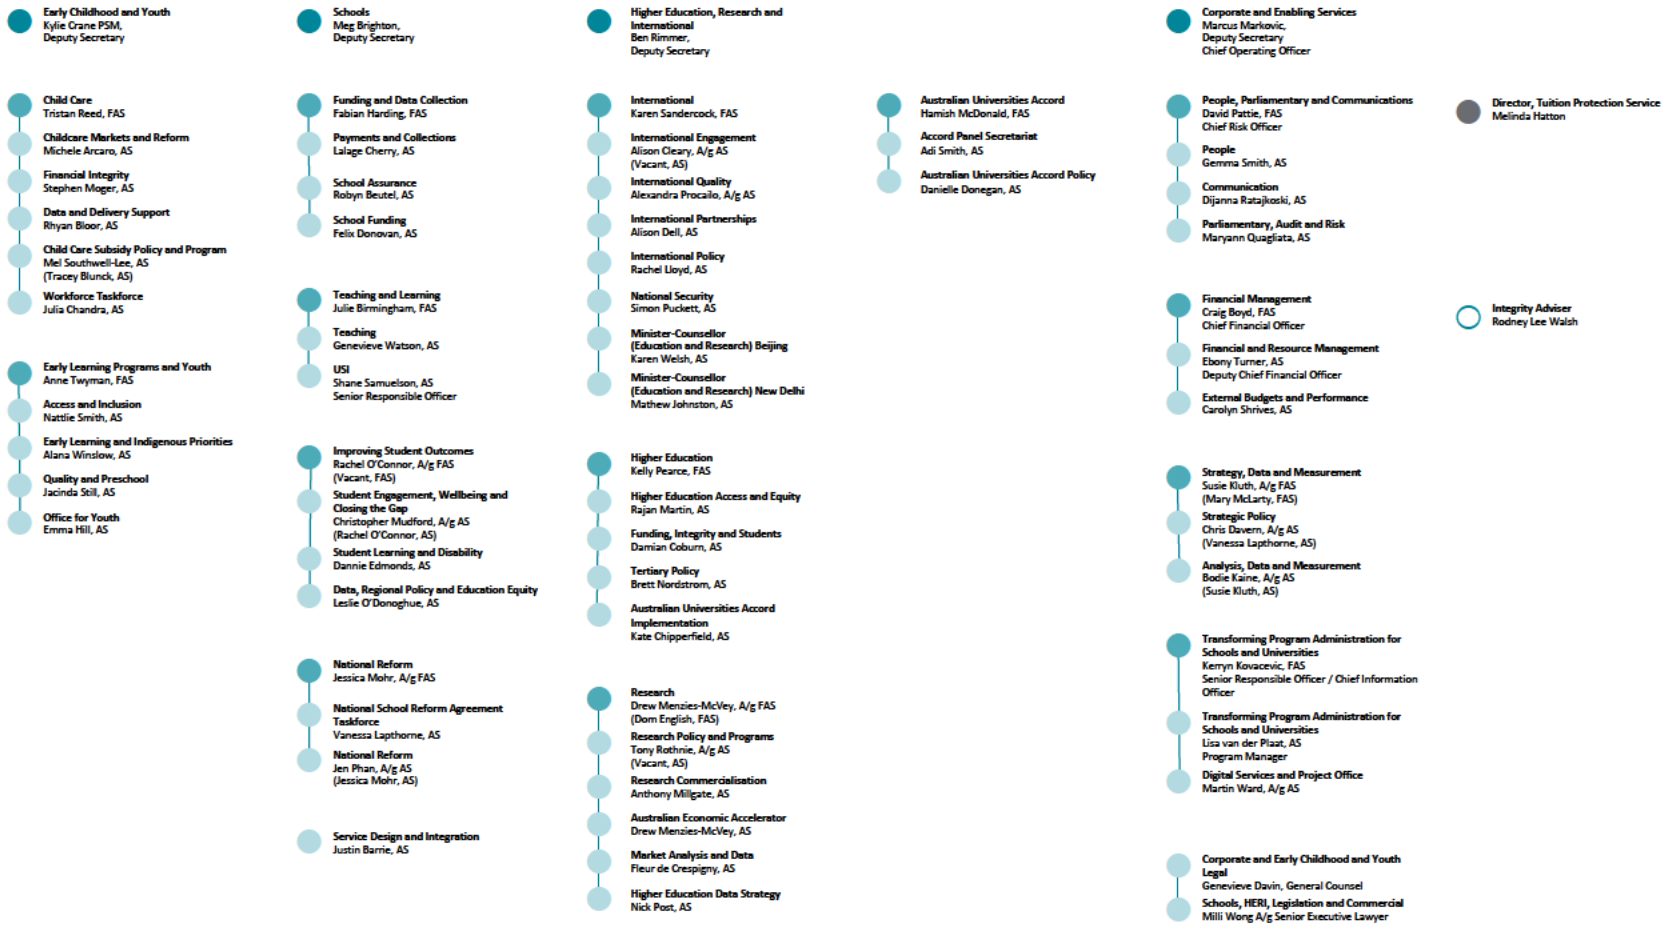 Early Childhood and Youth
Kylie Crane PSM,
Deputy Secretary
Child Care
Tristan Reed, FAS
Childcare Markets and Reform
Michele Arcaro, AS
Financial Integrity
Stephen Moger, AS
Data and Delivery Support
Rhyan Bloor, AS
Child Care Subsidy Policy and Program
Mel Southwell-Lee, AS
(Tracey Blunck, AS)
Workforce Taskforce
Julia Chandra, AS
Early Learning Programs and Youth
Anne Twyman, FAS
Access and Inclusion
Nattlie Smith, AS
Early Learning and Indigenous Priorities
Alana Winslow, AS
Quality and Preschool
Jacinda Still, AS
Office for Youth
Emma Hill, AS
Schools
Meg Brighton,
Deputy Secretary
Funding and Data Collection
Fabian Harding, FAS
Payments and Collections
Lalage Cherry, AS
School Assurance
Robyn Beutel, AS
School Funding
Felix Donovan, AS
Teaching and Learning
Julie Birmingham, FAS
Teaching
Genevieve Watson, AS
USI
Shane Samuelson, AS
Senior Responsible Officer
Improving Student Outcomes
Rachel O'Connor, A/g FAS
(Vacant, FAS)
Student Engagement, Wellbeing and
Closing the Gap
Christopher Mudford, A/g AS
(Rachel O'Connor, AS)
Student Learning and Disability
Dannie Edmonds, AS
Data, Regional Policy and Education Equity
Leslie O'Donoghue, AS
National Reform
Jessica Mohr, A/g FAS
National School Reform Agreement
Taskforce
Vanessa Lapthorne, AS
National Reform
Jen Phan, A/g AS
(Jessica Mohr, AS)
Service Design and Integration
Justin Barrie, AS
Higher Education, Research and
International
Ben Rimmer,
Deputy Secretary
International
Karen Sandercock, FAS
International Engagement
Alison Cleary, A/g AS
(Vacant, AS)
International Quality
Alexandra Procailo, A/g AS
International Partnerships
Alison Dell, AS
International Policy
Rachel Lloyd, AS
National Security
Simon Puckett, AS
Minister-Counsellor
(Education and Research) Beijing
Karen Welsh, AS
Minister-Counsellor
(Education and Research) New Delhi
Mathew Johnston, AS
Higher Education
Kelly Pearce, FAS
Higher Education Access and Equity
Rajan Martin, AS
Funding, Integrity and Students
Damian Coburn, AS
Tertiary Policy
Brett Nordstrom, AS
Australian Universities Accord
Implementation
Kate Chipperfield, AS
Research
Drew Menzies-McVey, A/g FAS
(Dom English, FAS)
Research Policy and Programs
Tony Rothnie, A/g AS
(Vacant, AS)
Research Commercialisation
Anthony Millgate, AS
Australian Economic Accelerator
Drew Menzies-McVey, AS
Market Analysis and Data
Fleur de Crespigny, AS
Higher Education Data Strategy
Nick Post, AS
Australian Universities Accord
Hamish McDonald, FAS
Accord Panel Secretariat
Adi Smith, AS
Australian Universities Accord Policy
Danielle Donegan, AS
Corporate and Enabling Services
Marcus Markovic,
Deputy Secretary
Chief Operating Officer
People, Parliamentary and Communications
David Pattie, FAS
Chief Risk Officer
People
Gemma Smith, AS
Communication
Dijanna Ratajkoski, AS
Parliamentary, Audit and Risk
Maryann Quagliata, AS
Financial Management
Craig Boyd, FAS
Chief Financial Officer
Financial and Resource Management
Ebony Turner, AS
Deputy Chief Financial Officer
External Budgets and Performance
Carolyn Shrives, AS
Strategy, Data and Measurement
Susie Kluth, A/g FAS
(Mary McLarty, FAS)
Strategic Policy
Chris Davern, A/g AS
(Vanessa Lapthorne, AS)
Analysis, Data and Measurement
Bodie Kaine, A/g AS
(Susie Kluth, AS)
Transforming Program Administration for
Schools and Universities
Kerryn Kovacevic, FAS
Senior Responsible Officer / Chief Information
Officer
Transforming Program Administration for
Schools and Universities
Lisa van der Plaat, AS
Program Manager
Digital Services and Project Office
Martin Ward, A/g AS
Corporate and Early Childhood and Youth
Legal
Genevieve Davin, General Counsel
Schools, HERI, Legislation and Commercial
Milli Wong A/g Senior Executive Lawyer
Director, Tuition Protection Service
Melinda Hatton
Integrity Adviser
Rodney Lee Walsh